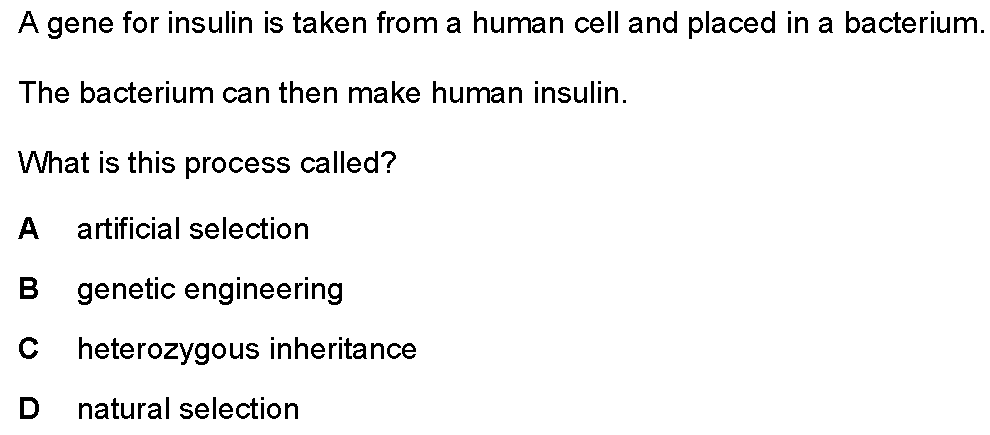 A gene for insulin is taken from a human cell and placed in a bacterium.
The bacterium can then make human insulin.
What is this process called?
A artificial selection
B genetic engineering
C heterozygous inheritance
D natural selection